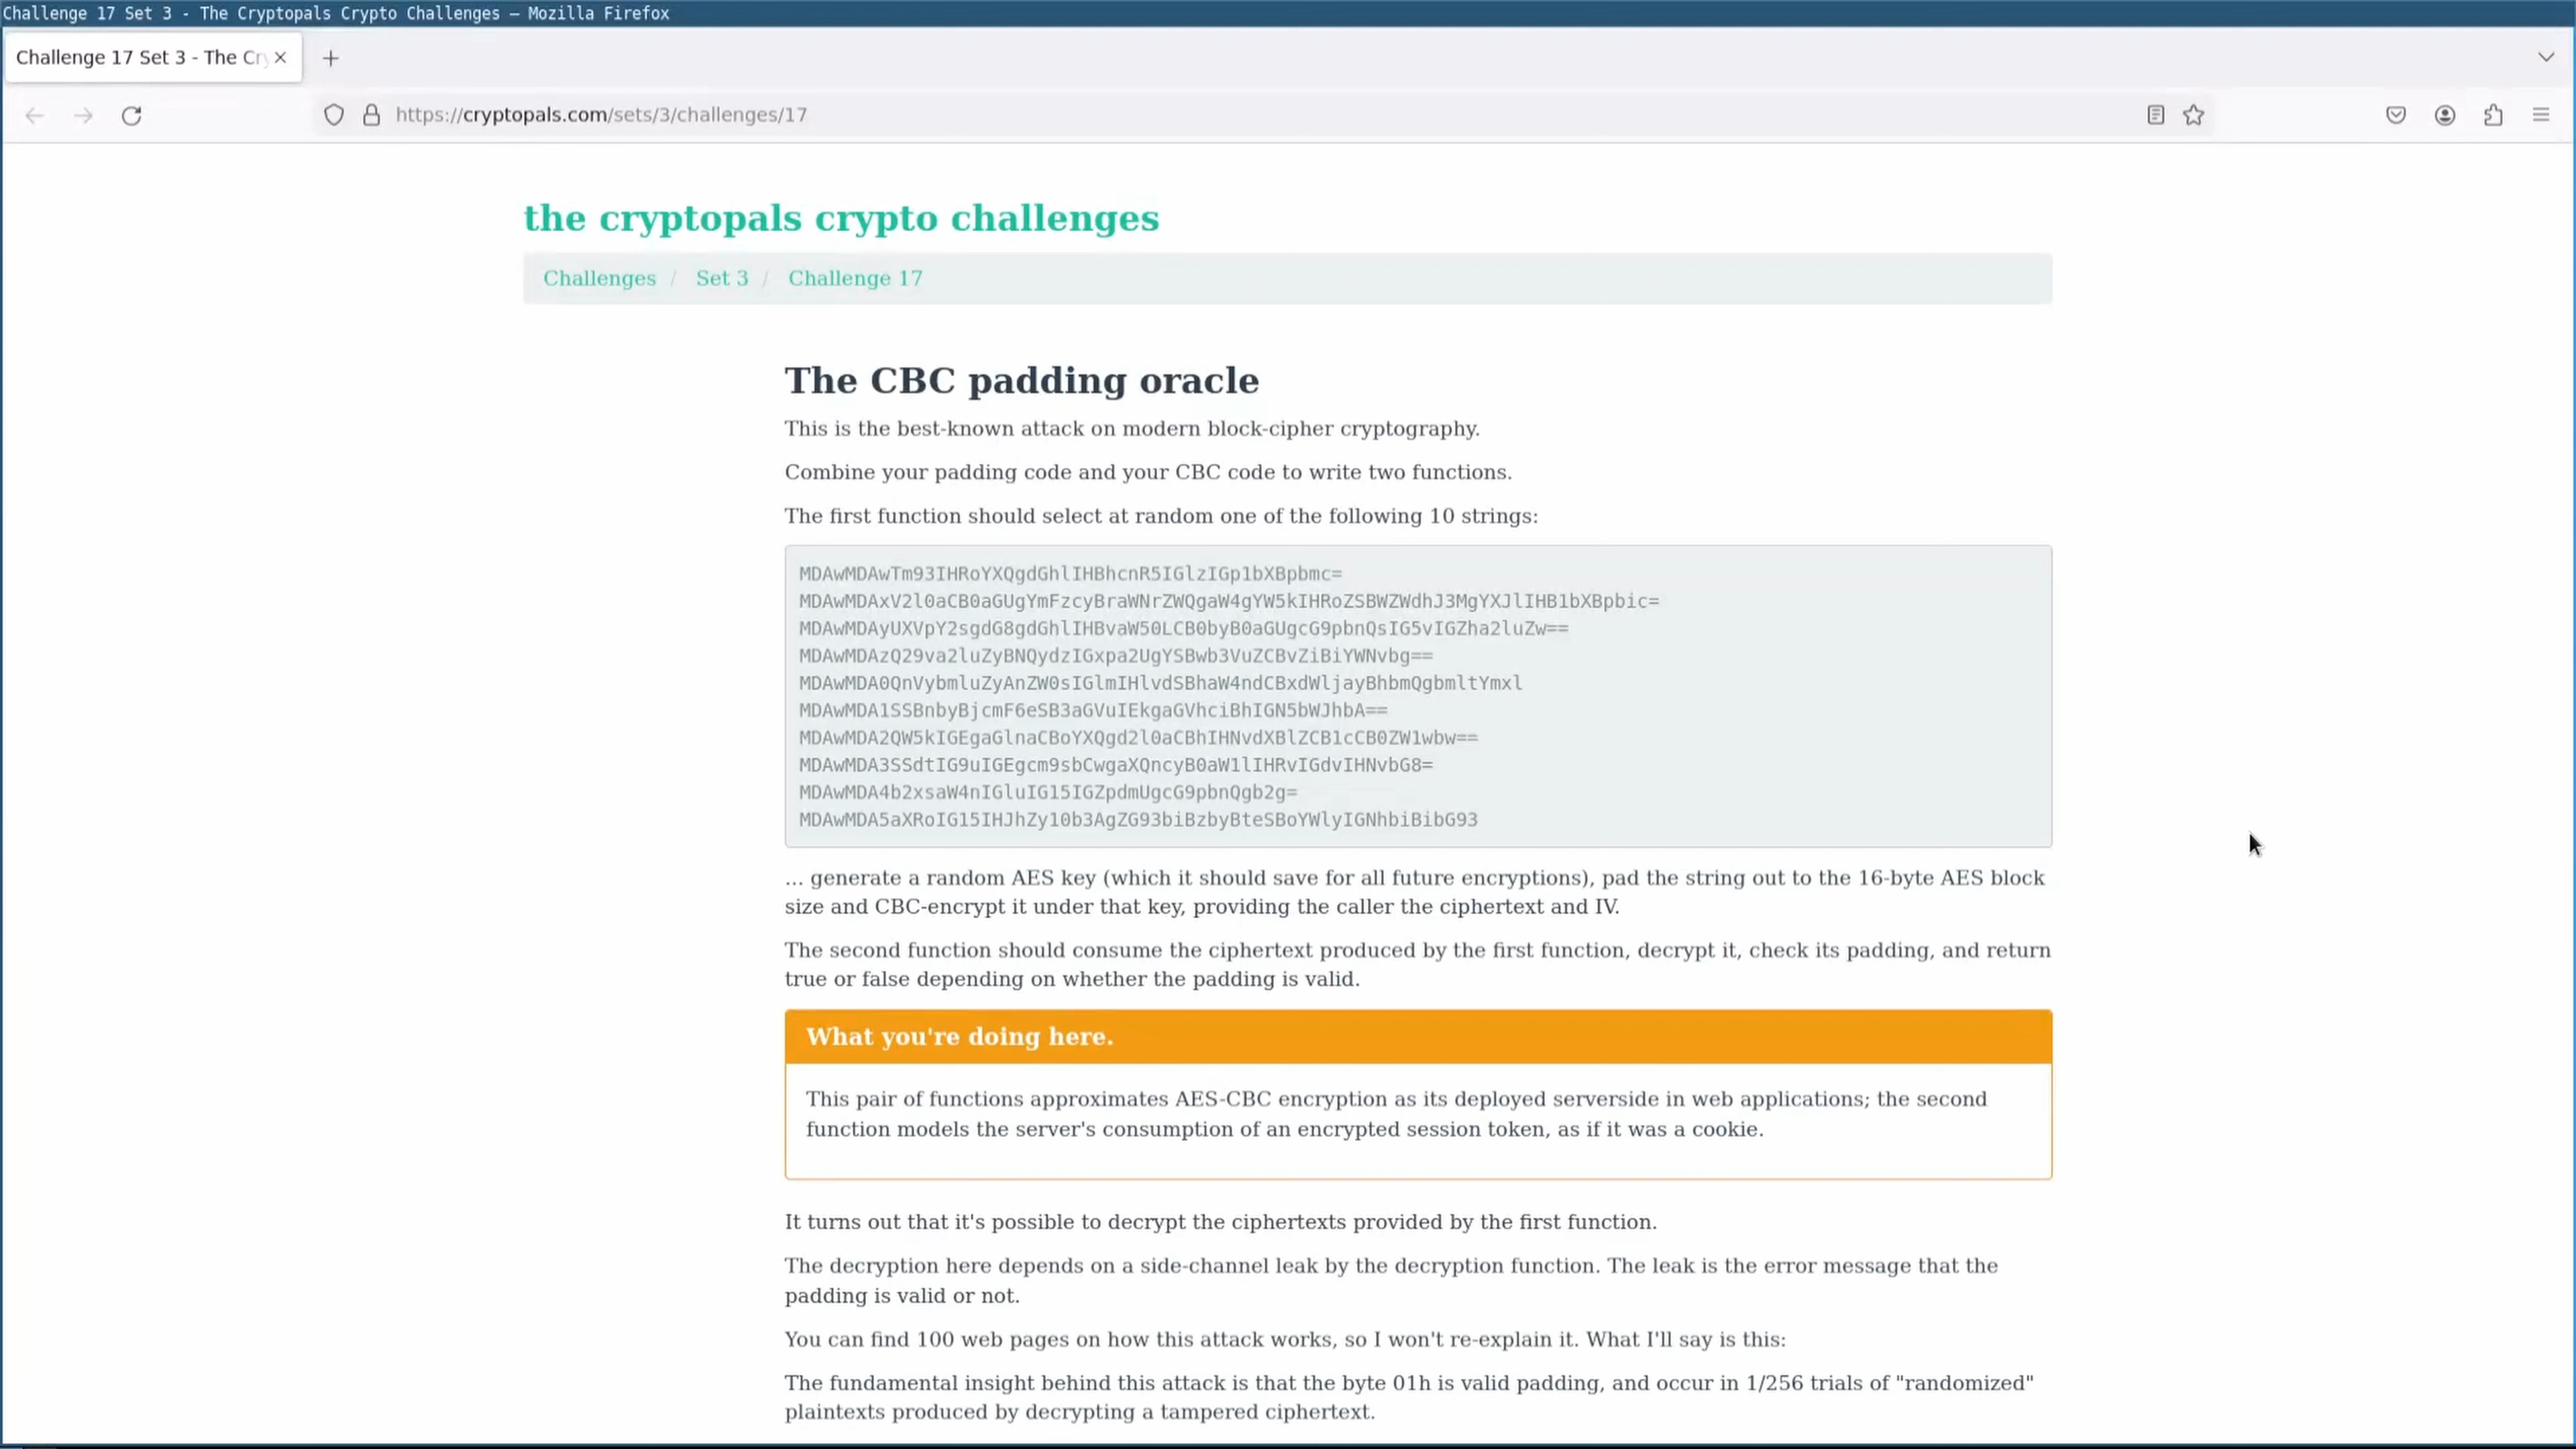 Challenge 17 Set 3 - The Cryptopals Crypto Challenges — Mozilla Firefox
Challenge 17 Set 3 - The Cry
https://cryptopals.com/sets/3/challenges/17
the cryptopals crypto challenges
Challenges / Set 3 / Challenge 17
The CBC padding oracle
This is the best-known attack on modern block-cipher cryptography.
Combine your padding code and your CBC code to write two functions.
The first function should select at random one of the following 10 strings:
MDAwMDAwTm93IHRoYXQgdGhlIHBhcnR5IGlzIGp1bXBpbmc=
MDAwMDAxV2l0aCB0aGUgYmFzcyBraWNrZWQgaW4gYW5kIHRoZSBWZWdhJ3MgYXJlIHB1bXBpbic=
MDAwMDAyUXVpY2sgdG8gdGhlIHBvaW50LCB0byB0aGUgcG9pbnQsIG5vIGZha2luZw==
MDAwMDAzQ29va2luZyBNQydzIGxpa2UgYSBwb3VuZCBvZiBiYWNvbg==
MDAwMDA0QnVybmluZyAnZW0sIGlmIHlvdSBhaW4ndCBxdWljayBhbmQgbmltYmxl
MDAwMDA1SSBnbyBjcmF6eSB3aGVuIEkgaGVhciBhIGN5bWJhbA==
MDAwMDA2QW5kIGEgaGlnaCBoYXQgd2l0aCBhIHNvdXBlZCB1cCB0ZW1wbw==
MDAwMDA3SSdtIG9uIGEgcm9sbCwgaXQncyB0aW1lIHRvIGdvIHNvbG8=
MDAwMDA4b2xsaW4nIGluIG15IGZpdmUgcG9pbnQgb2g=
MDAwMDA5aXRoIG15IHJhZy10b3AgZG93biBzbyBteSBoYWlyIGNhbiBibG93
... generate a random AES key (which it should save for all future encryptions), pad the string out to the 16-byte AES block
size and CBC-encrypt it under that key, providing the caller the ciphertext and IV.
The second function should consume the ciphertext produced by the first function, decrypt it, check its padding, and return
true or false depending on whether the padding is valid.
What you're doing here.
This pair of functions approximates AES-CBC encryption as its deployed serverside in web applications; the second
function models the server's consumption of an encrypted session token, as if it was a cookie.
It turns out that it's possible to decrypt the ciphertexts provided by the first function.
The decryption here depends on a side-channel leak by the decryption function. The leak is the error message that the
padding is valid or not.
You can find 100 web pages on how this attack works, so I won't re-explain it. What I'll say is this:
The fundamental insight behind this attack is that the byte 01h is valid padding, and occur in 1/256 trials of "randomized"
plaintexts produced by decrypting a tampered ciphertext.